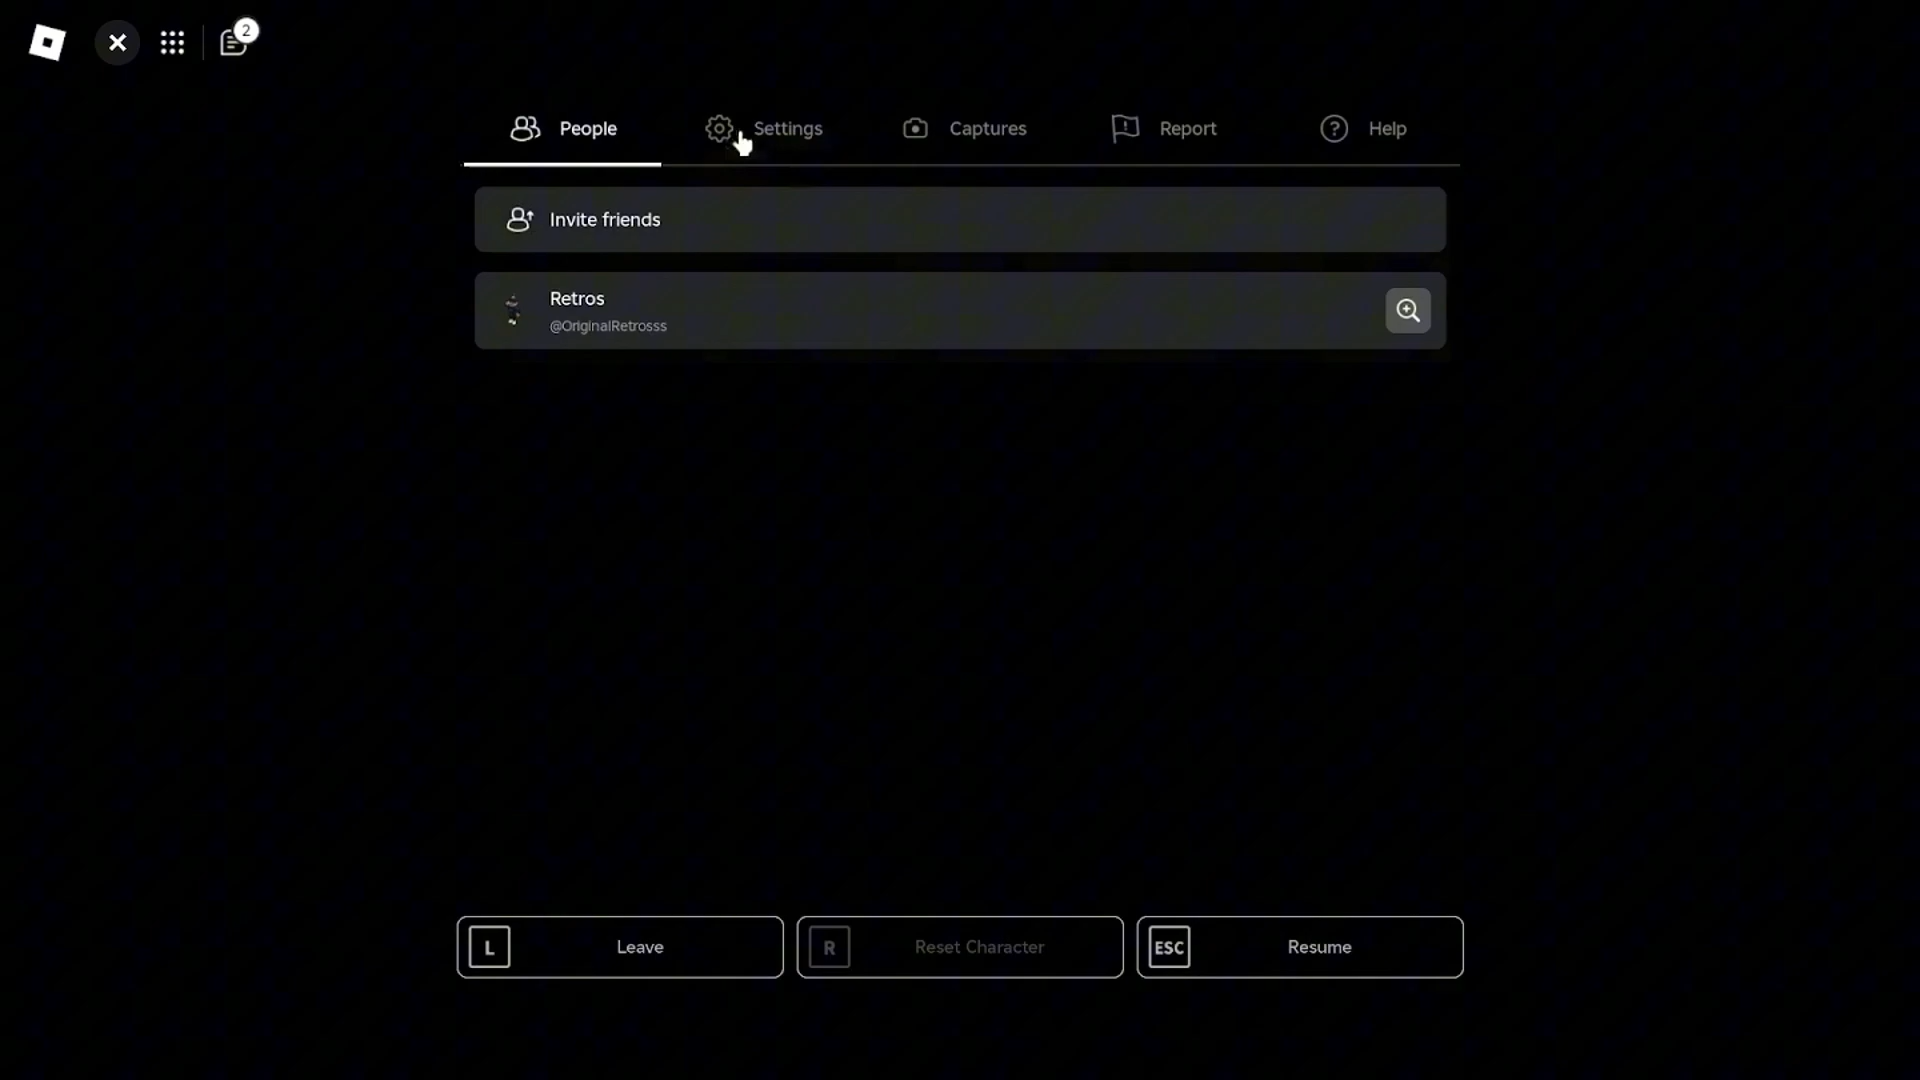 2
People
Settings
Captures
Report
Help
Invite friends
Retros
@OriginalRetrosss
L
Leave
R
Reset Character
ESC
Resume